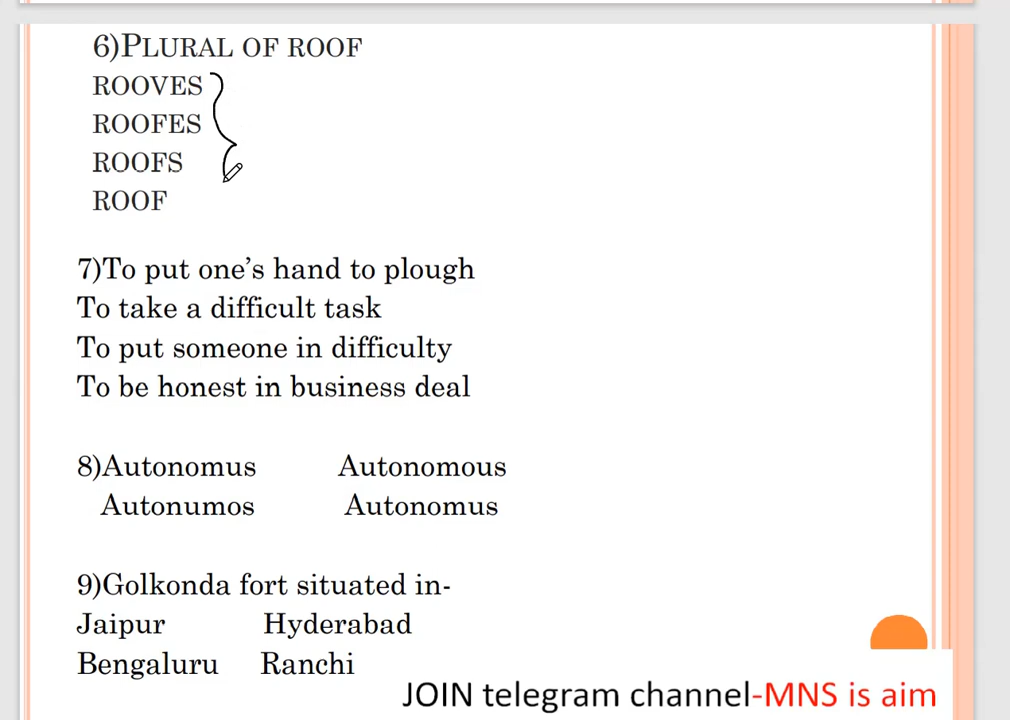 6)PLURAL OF ROOF
ROOVES
ROOFES
ROOFS
ROOF
7)To put one’s hand to plough
To take a difficult task
To put someone in difficulty
To be honest in business deal
8)Autonomus Autonomous
Autonumos Autonomus
9)Golkonda fort situated in-
Jaipur Hyderabad
Bengaluru Ranchi
JOIN telegram channel-MNS is aim